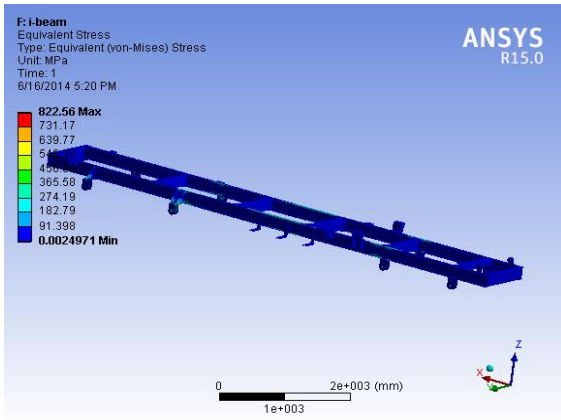 F: i-beam
Equivalent Stress
Type: Equivalent (von-Mises) Stress
Unit: MPa
Time: 1
6/16/2014 5:20 PM
ANSYS
R15.0
822.56 Max
731.17
639.77
365.58
274.19
182.79
91.398
0.0024971 Min
Z
X
0 2e+003 (mm)
1e+003